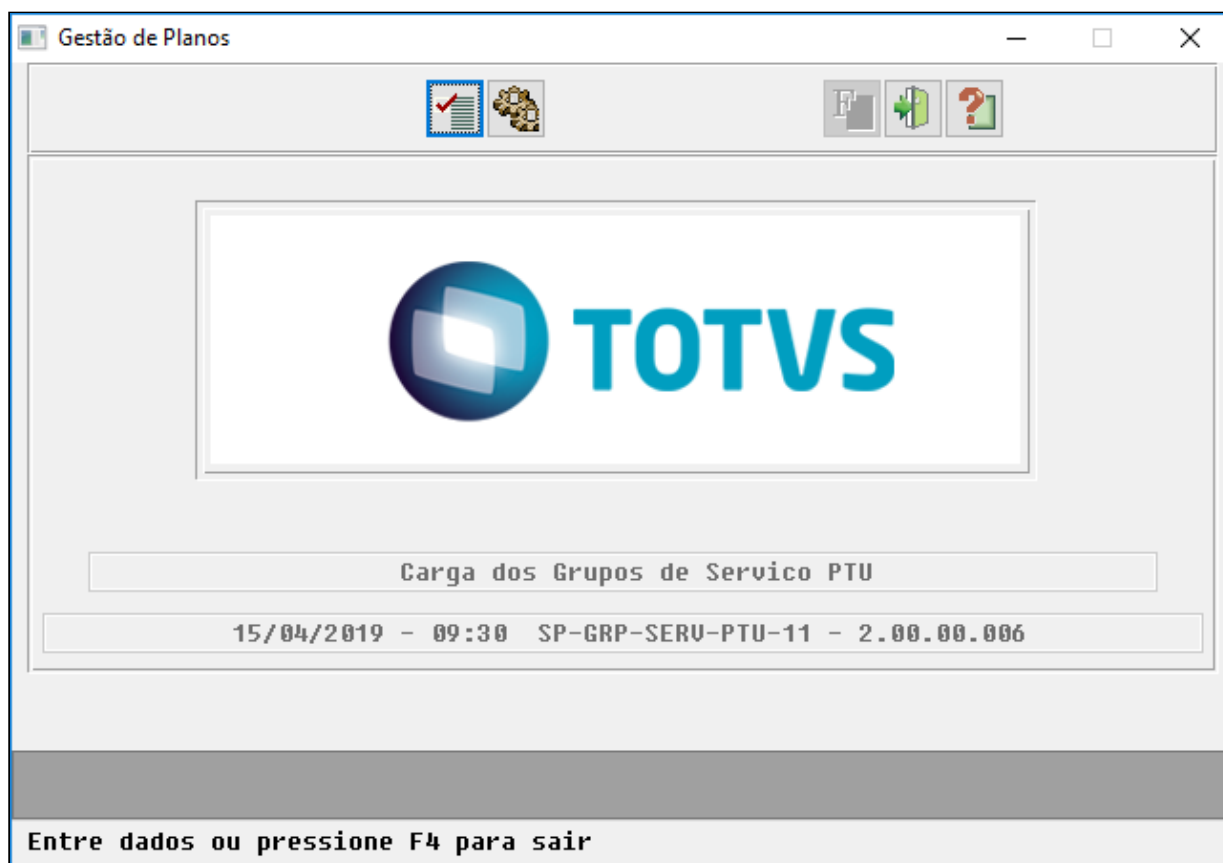 Gestão de Planos
F
?
TOTVS
Carga dos Grupos de Servico PTU
15/04/2019 - 09:30 SP-GRP-SERV-PTU-11 - 2.00.00.006
Entre dados ou pressione F4 para sair